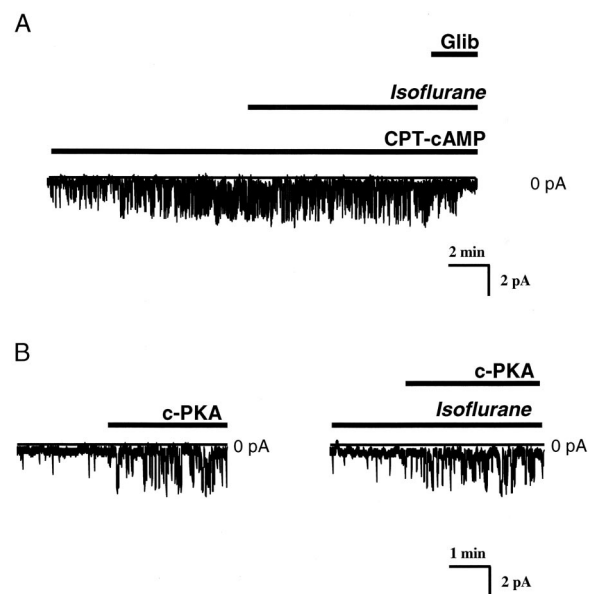 A
Glib
Isoflurane
CPT-cAMP
0 pA
2 min
2 pA
B
c-PKA
0 pA
c-PKA
Isoflurane
0 pA
1 min
2 pA